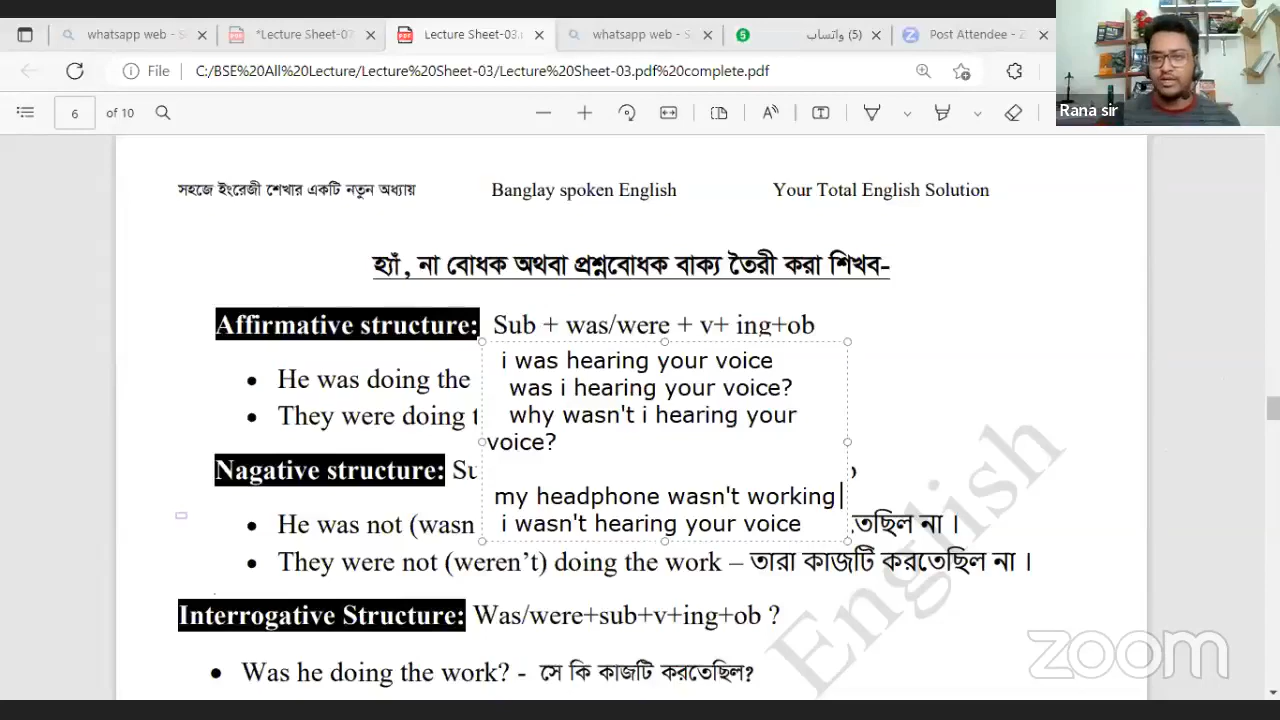 whatsapp web - S
*Lecture Sheet-07
Lecture Sheet-03.
whatsapp web - S
(5) واتساب
Post Attendee - Z
File C:/BSE%20All%20Lecture/Lecture%20Sheet-03/Lecture%20Sheet-03.pdf%20complete.pdf
6 of 10
Rana sir
সহজে ইংরেজী শেখার একটি নতুন অধ্যায় Banglay spoken English Your Total English Solution
হ্যাঁ, না বোধক অথবা প্রশ্নবোধক বাক্য তৈরী করা শিখব-
Affirmative structure: Sub + was/were + v+ ing+ob
i was hearing your voice
He was doing the
was i hearing your voice?
They were doing t
why wasn't i hearing your
voice?
Nagative structure: Su
my headphone wasn't working
He was not (wasn
i wasn't hearing your voice
তেছিল না।
They were not (weren't) doing the work – তারা কাজটি করতেছিল না।
Interrogative Structure: Was/were+sub+v+ing+ob ?
Was he doing the work? - সে কি কাজটি করতেছিল?
English
zoom